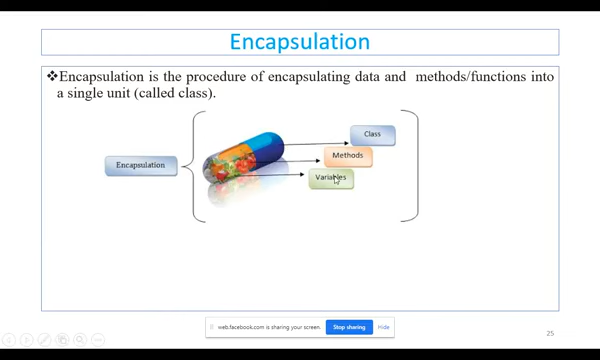 Encapsulation
❖Encapsulation is the procedure of encapsulating data and methods/functions into
a single unit (called class).
Class
Methods
Encapsulation
Variables
web.facebook.com is sharing your screen.
Stop sharing
Hide
25